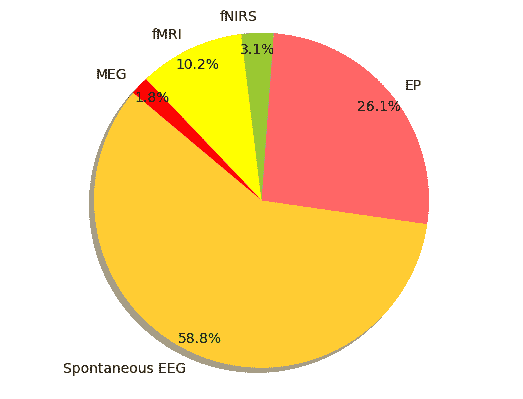 fNIRS
3.1%
fMRI
10.2%
MEG
1.8%
EP
26.1%
58.8%
Spontaneous EEG